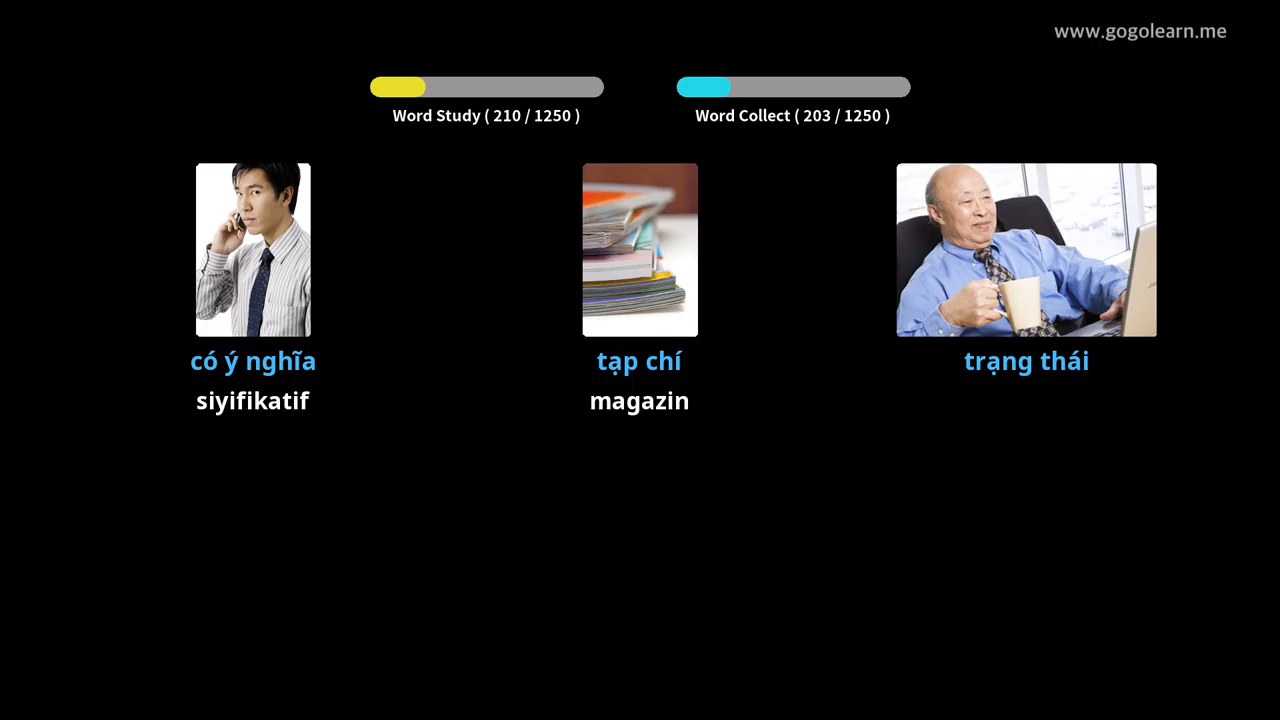 www.gogolearn.me
Word Study ( 210 / 1250 )
Word Collect ( 203 / 1250 )
có ý nghĩa
tạp chí
trạng thái
siyifikatif
magazin